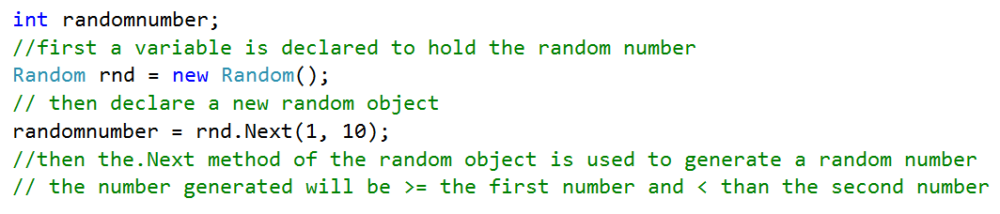 int randomnumber;
//first a variable is declared to hold the random number
Random rnd = new Random();
// then declare a new random object
randomnumber = rnd.Next(1, 10);
//then the.Next method of the random object is used to generate a random number
// the number generated will be >= the first number and < than the second number